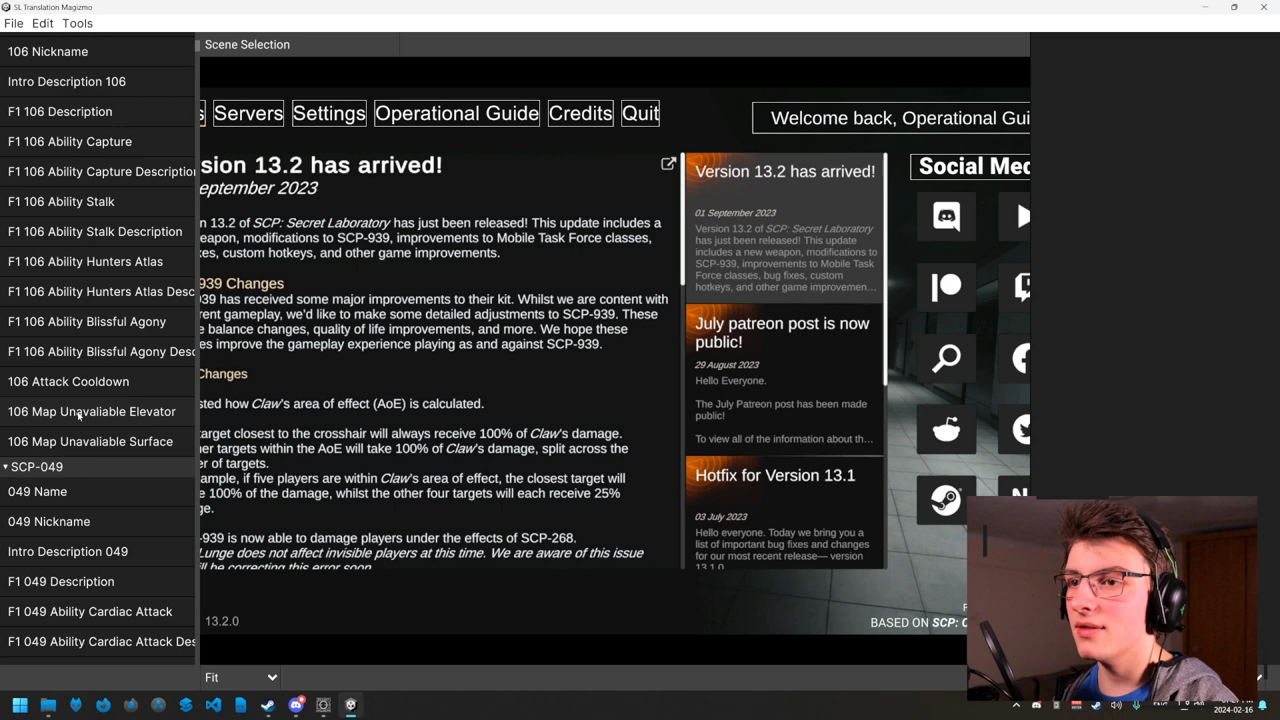 SL Translation Magizmo
File Edit Tools
106 Nickname
Intro Description 106
F1 106 Description
F1 106 Ability Capture
F1 106 Ability Capture Descriptio
F1 106 Ability Stalk
F1 106 Ability Stalk Description
F1 106 Ability Hunters Atlas
F1 106 Ability Hunters Atlas Desc
F1 106 Ability Blissful Agony
F1 106 Ability Blissful Agony Desc
106 Attack Cooldown
106 Map Unavaliable Elevator
106 Map Unavaliable Surface
SCP-049
049 Name
049 Nickname
Intro Description 049
F1 049 Description
F1 049 Ability Cardiac Attack
F1 049 Ability Cardiac Attack Des
Scene Selection
s Servers Settings Operational Guide Credits Quit
Welcome back, Operational Gui
sion 13.2 has arrived!
eptember 2023
n 13.2 of SCP: Secret Laboratory has just been released! This update includes a
eapon, modifications to SCP-939, improvements to Mobile Task Force classes,
xes, custom hotkeys, and other game improvements.
939 Changes
939 has received some major improvements to their kit. Whilst we are content with
rent gameplay, we'd like to make some detailed adjustments to SCP-939. These
e balance changes, quality of life improvements, and more. We hope these
es improve the gameplay experience playing as and against SCP-939.
Changes
sted how Claw's area of effect (AoE) is calculated.
target closest to the crosshair will always receive 100% of Claw's damage.
her targets within the AoE will take 100% of Claw's damage, split across the
er of targets.
ample, if five players are within Claw's area of effect, the closest target will
e 100% of the damage, whilst the other four targets will each receive 25%
ge.
-939 is now able to damage players under the effects of SCP-268.
Lunge does not affect invisible players at this time. We are aware of this issue
ill be correcting this error soon.
Version 13.2 has arrived!
01 September 2023
Version 13.2 of SCP: Secret Laboratory
has just been released! This update
includes a new weapon, modifications to
SCP-939, improvements to Mobile Task
Force classes, bug fixes, custom
hotkeys, and other game improvemen...
July patreon post is now
public!
29 August 2023
Hello Everyone.
The July Patreon post has been made
public!
To view all of the information about th...
Hotfix for Version 13.1
03 July 2023
Hello everyone. Today we bring you a
list of important bug fixes and changes
for our most recent release— version
13.1.0
Social Med
13.2.0
BASED ON SCP: C
Fit
ENG
2024-02-16